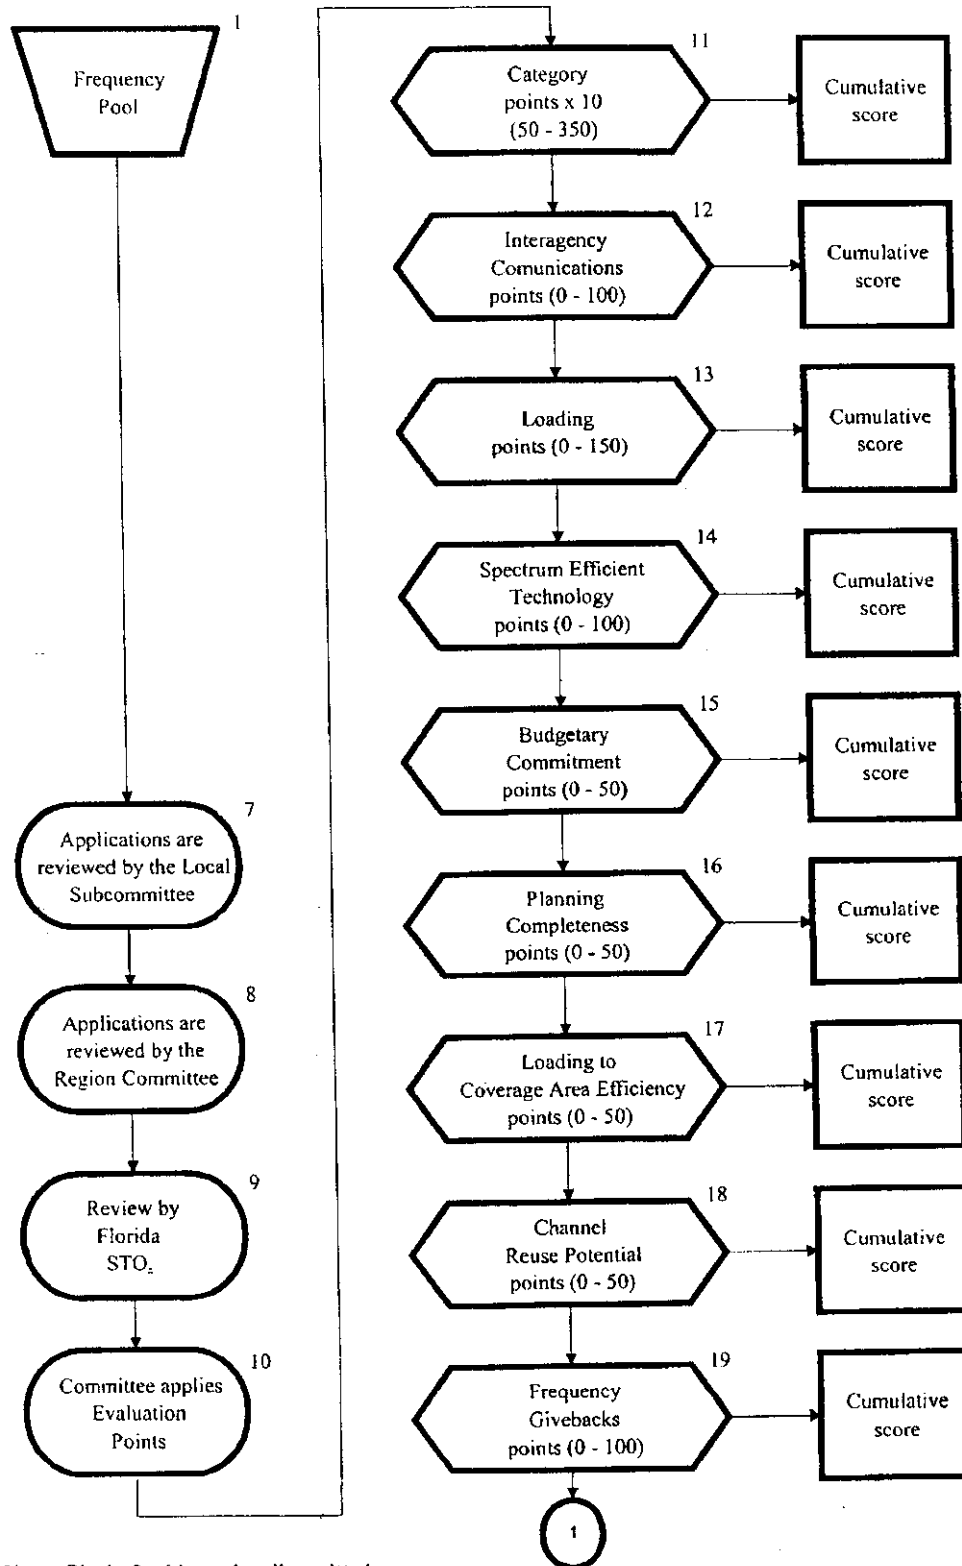 1
Frequency
Pool
7
Applications are
reviewed by the Local
Subcommittee
8
Applications are
reviewed by the
Region Committee
9
Review by
Florida
STO
10
Committee applies
Evaluation
Points
11
Category
points x 10
(50 - 350)
Cumulative
score
12
Interagency
Comunications
points (0 - 100)
Cumulative
score
13
Loading
points (0 - 150)
Cumulative
score
14
Spectrum Efficient
Technology
points (0 - 100)
Cumulative
score
15
Budgetary
Commitment
points (0 - 50)
Cumulative
score
16
Planning
Completeness
points (0 - 50)
Cumulative
score
17
Loading to
Coverage Area Efficiency
points (0 - 50)
Cumulative
score
18
Channel
Reuse Potential
points (0 - 50)
Cumulative
score
19
Frequency
Givebacks
points (0 - 100)
Cumulative
score
1